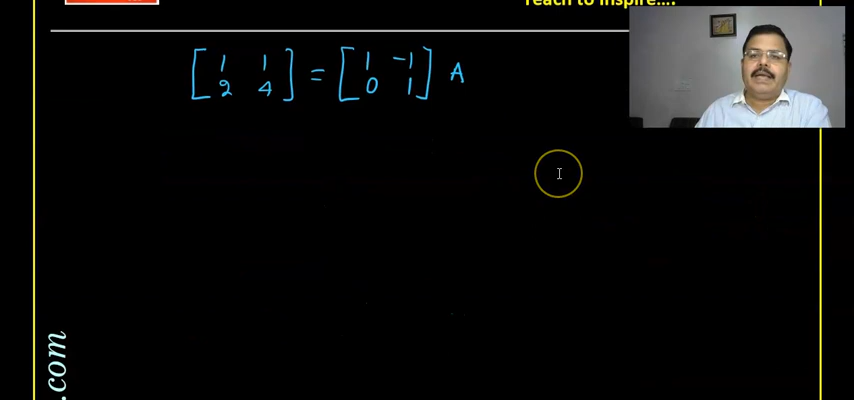 Teach to Inspire....
[ 1 1 ] = [ 1 -1 ] A
[ 2 4 ] [ 0 1 ]
.com